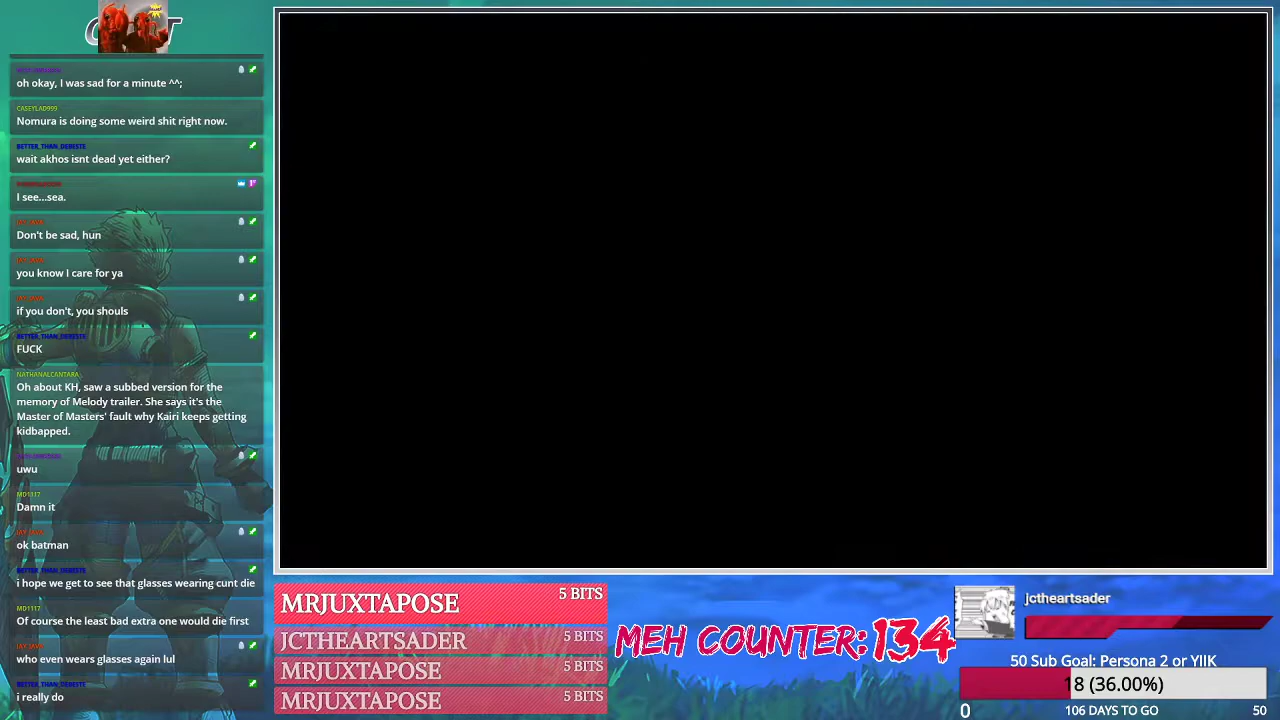 oh okay, I was sad for a minute ^^;
CASEYLAD999
Nomura is doing some weird shit right now.
BETTER_THAN_DEBESTE
wait akhos isnt dead yet either?
I see...sea.
JAY_JAVA
Don't be sad, hun
JAY_JAVA
you know I care for ya
JAY_JAVA
if you don't, you shouls
BETTER_THAN_DEBESTE
FUCK
NATHANALCANTARA
Oh about KH, saw a subbed version for the
memory of Melody trailer. She says it's the
Master of Masters' fault why Kairi keeps getting
kidbapped.
uwu
MD1117
Damn it
JAY_JAVA
ok batman
BETTER_THAN_DEBESTE
i hope we get to see that glasses wearing cunt die
MD1117
Of course the least bad extra one would die first
JAY_JAVA
who even wears glasses again lul
BETTER_THAN_DEBESTE
i really do
MRJUXTAPOSE 5 BITS
JCTHEARTSADER 5 BITS
MRJUXTAPOSE 5 BITS
MRJUXTAPOSE 5 BITS
MEH COUNTER:134
jctheartsader
50 Sub Goal: Persona 2 or YIIK
18 (36.00%)
0 106 DAYS TO GO 50